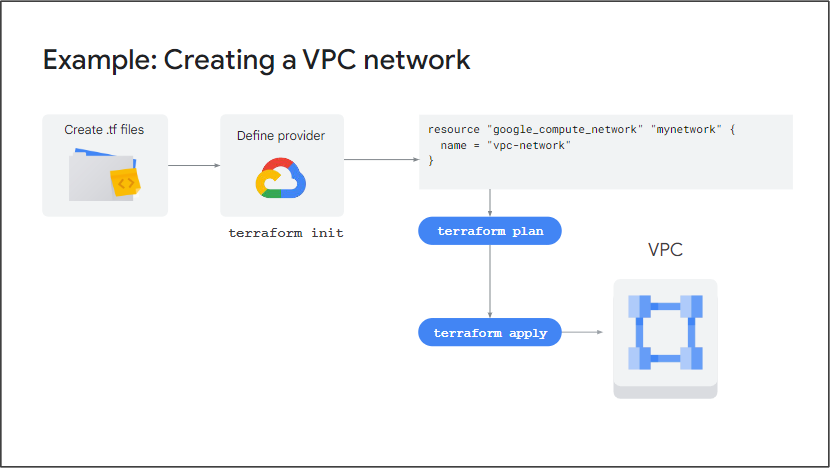 Example: Creating a VPC network
Create .tf files
Define provider
terraform init
resource "google_compute_network" "mynetwork" {
  name = "vpc-network"
}
terraform plan
terraform apply
VPC